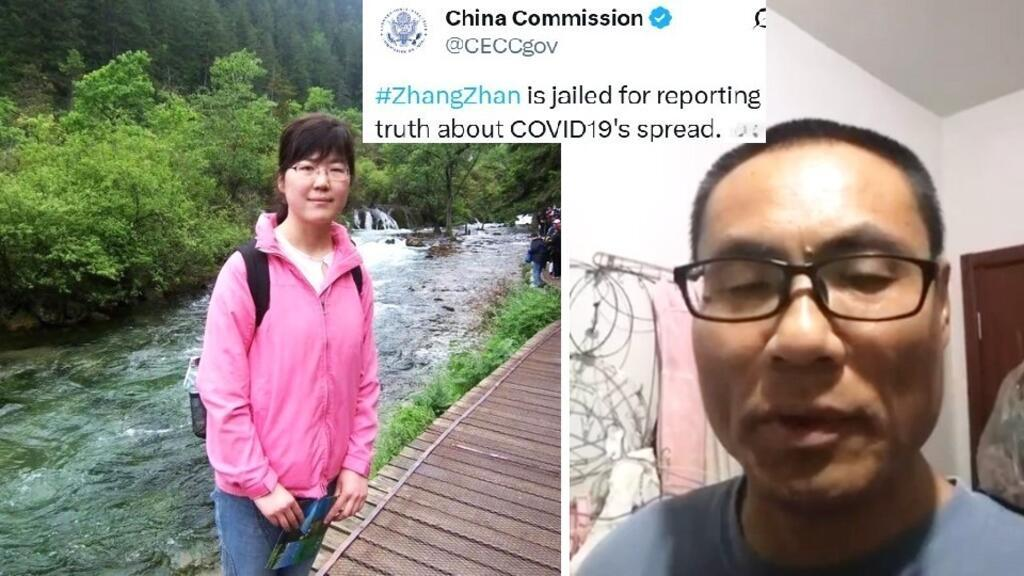 China Commission
@CECCgov
#ZhangZhan is jailed for reporting
truth about COVID19's spread.